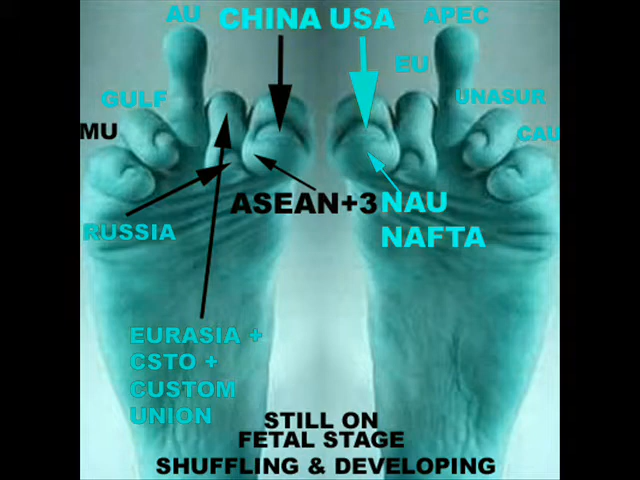 AU
CHINA USA
APEC
EU
GULF
UNASUR
MU
CAU
ASEAN+3
NAU
NAFTA
RUSSIA
EURASIA +
CSTO +
CUSTOM
UNION
STILL ON
FETAL STAGE
SHUFFLING & DEVELOPING